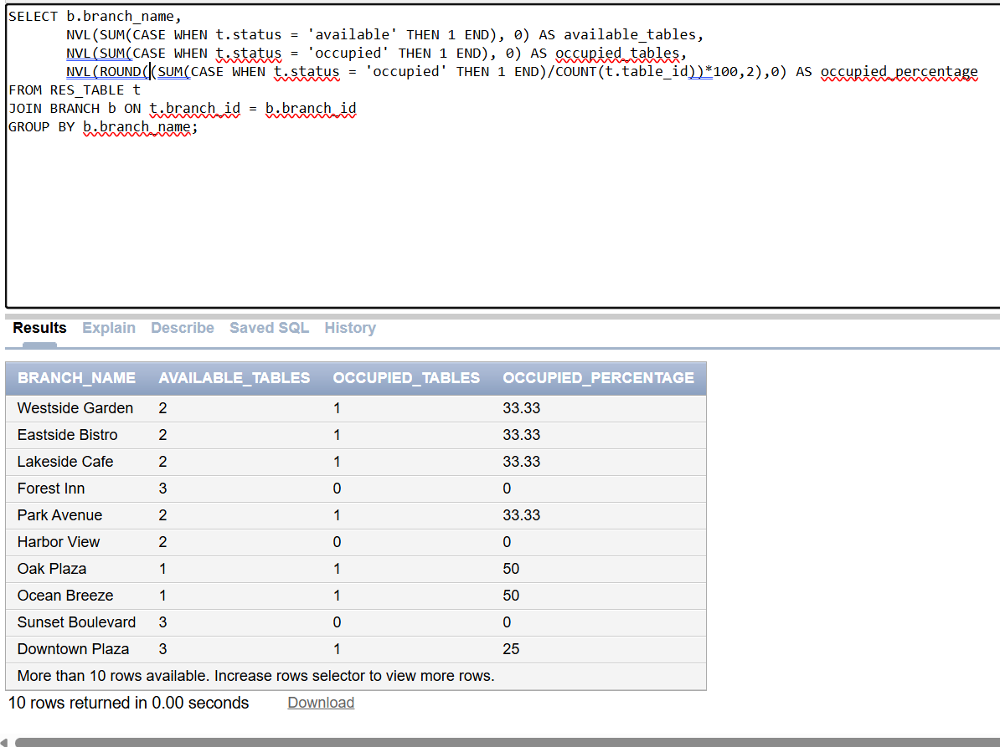 SELECT b.branch_name,
NVL(SUM(CASE WHEN t.status = 'available' THEN 1 END), 0) AS available_tables,
NVL(SUM(CASE WHEN t.status = 'occupied' THEN 1 END), 0) AS occupied_tables,
NVL(ROUND((SUM(CASE WHEN t.status = 'occupied' THEN 1 END)/COUNT(t.table_id))*100,2),0) AS occupied_percentage
FROM RES_TABLE t
JOIN BRANCH b ON t.branch_id = b.branch_id
GROUP BY b.branch_name;
Results Explain Describe Saved SQL History
BRANCH_NAME AVAILABLE_TABLES OCCUPIED_TABLES OCCUPIED_PERCENTAGE
Westside Garden 2 1 33.33
Eastside Bistro 2 1 33.33
Lakeside Cafe 2 1 33.33
Forest Inn 3 0 0
Park Avenue 2 1 33.33
Harbor View 2 0 0
Oak Plaza 1 1 50
Ocean Breeze 1 1 50
Sunset Boulevard 3 0 0
Downtown Plaza 3 1 25
More than 10 rows available. Increase rows selector to view more rows.
10 rows returned in 0.00 seconds Download